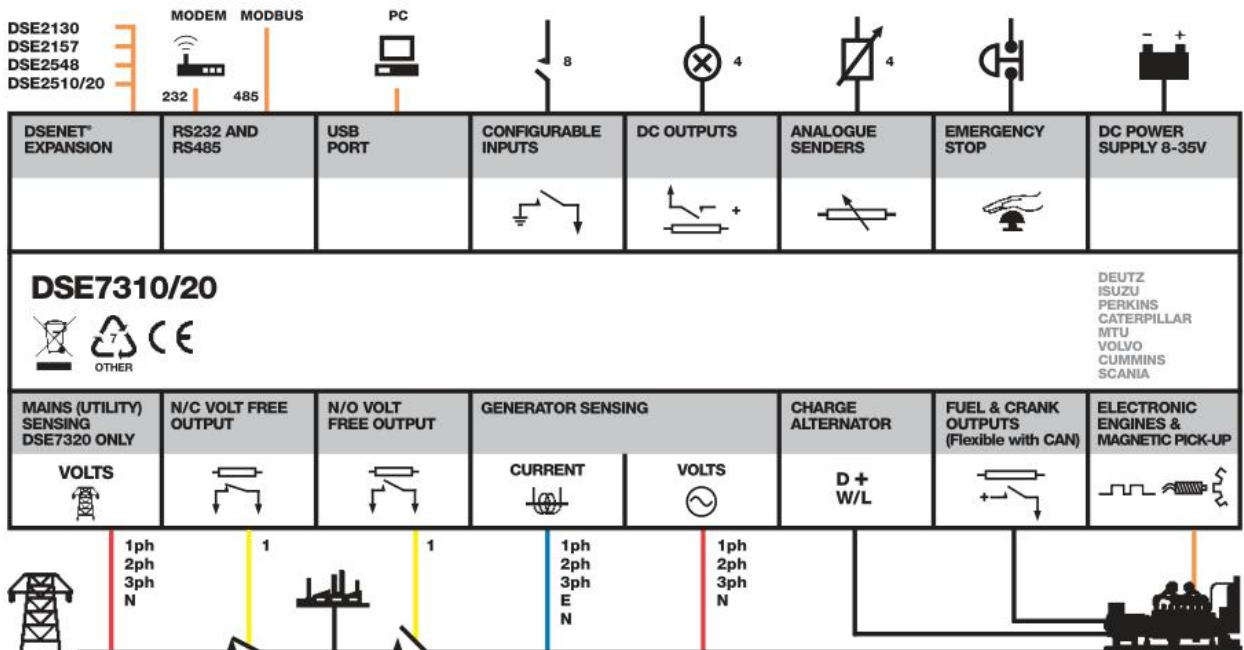 MODEM MODBUS PC
DSE2130
DSE2157
DSE2548
DSE2510/20
232 485
8
4
4
- +
DSENET®
EXPANSION
RS232 AND
RS485
USB
PORT
CONFIGURABLE
INPUTS
DC OUTPUTS
ANALOGUE
SENDERS
EMERGENCY
STOP
DC POWER
SUPPLY 8-35V
+
DSE7310/20
7
OTHER
CE
DEUTZ
ISUZU
PERKINS
CATERPILLAR
MTU
VOLVO
CUMMINS
SCANIA
MAINS (UTILITY)
SENSING
DSE7320 ONLY
VOLTS
N/C VOLT FREE
OUTPUT
N/O VOLT
FREE OUTPUT
GENERATOR SENSING
CURRENT
VOLTS
CHARGE
ALTERNATOR
D+
W/L
FUEL & CRANK
OUTPUTS
(Flexible with CAN)
+
ELECTRONIC
ENGINES &
MAGNETIC PICK-UP
1ph
2ph
3ph
N
1
1
1ph
2ph
3ph
E
N
1ph
2ph
3ph
N